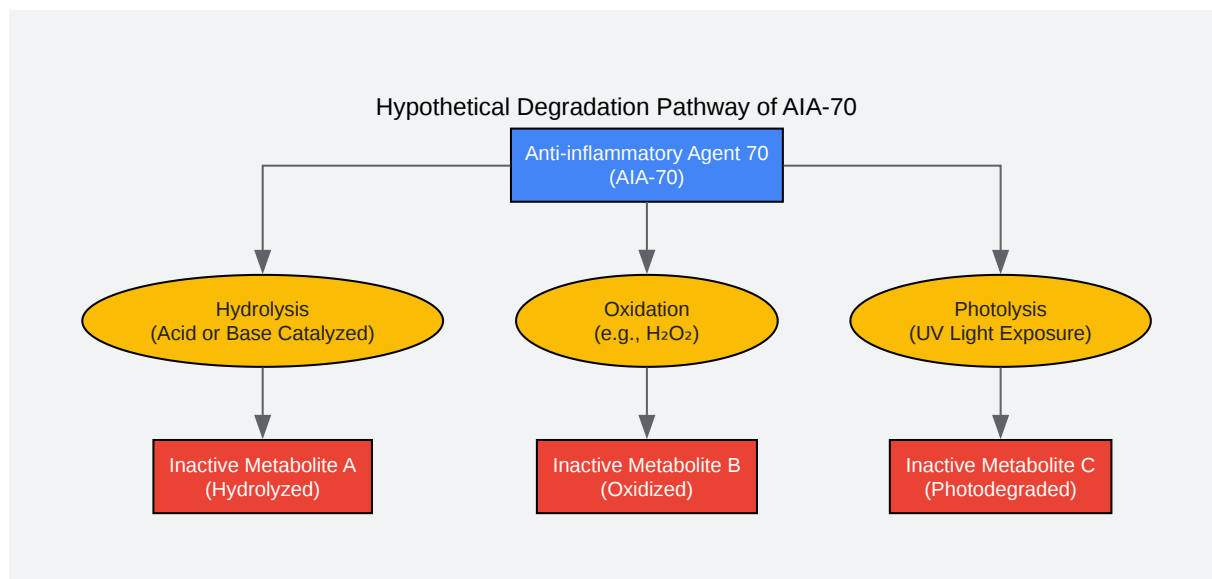 Hypothetical Degradation Pathway of AIA-70
Anti-inflammatory Agent 70
(AIA-70)
Hydrolysis
(Acid or Base Catalyzed)
Oxidation
(e.g., H₂O₂)
Photolysis
(UV Light Exposure)
Inactive Metabolite A
(Hydrolyzed)
Inactive Metabolite B
(Oxidized)
Inactive Metabolite C
(Photodegraded)